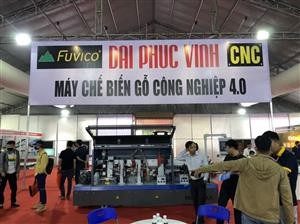 FUVICO ĐẠI PHÚC VINH CNC
MÁY CHẾ BIẾN GỖ CÔNG NGHIỆP 4.0